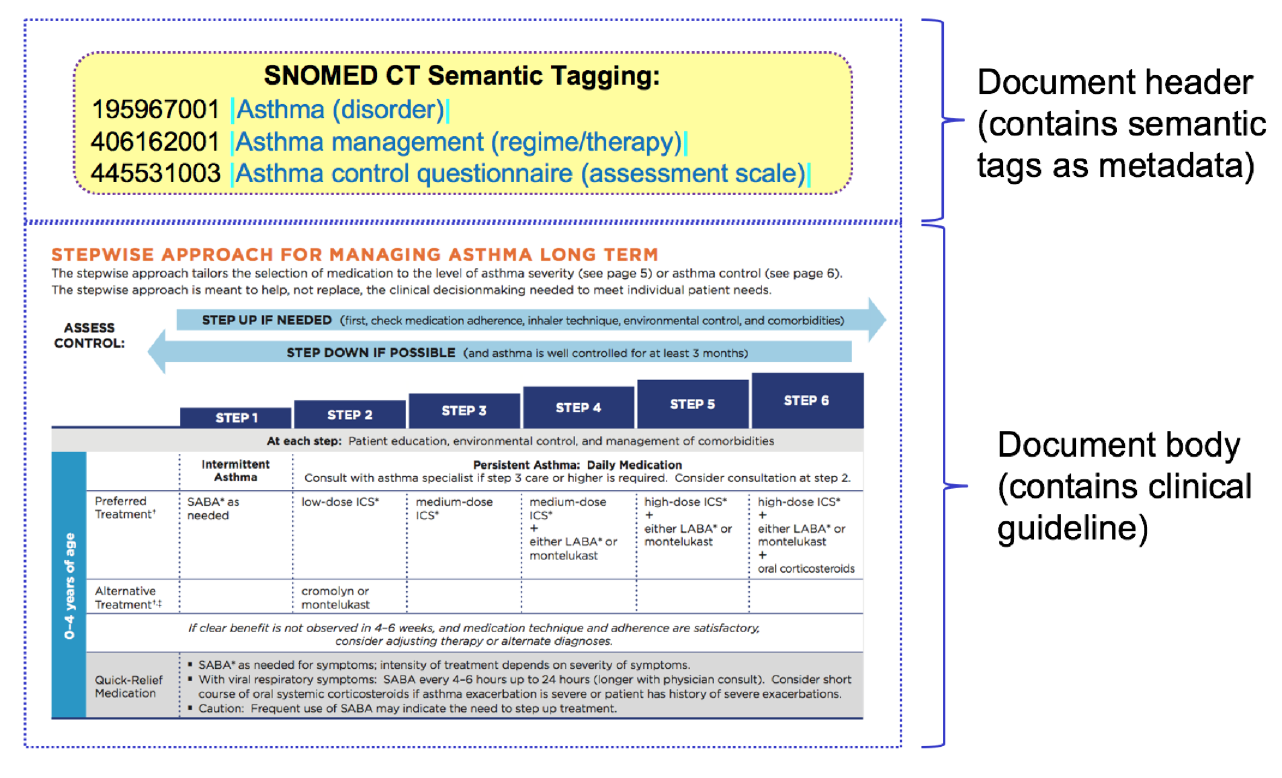 SNOMED CT Semantic Tagging:
195967001 |Asthma (disorder)|
406162001 |Asthma management (regime/therapy)|
445531003 |Asthma control questionnaire (assessment scale)|
Document header
(contains semantic
tags as metadata)
STEPWISE APPROACH FOR MANAGING ASTHMA LONG TERM
The stepwise approach tailors the selection of medication to the level of asthma severity (see page 5) or asthma control (see page 6).
The stepwise approach is meant to help, not replace, the clinical decisionmaking needed to meet individual patient needs.
ASSESS
CONTROL:
STEP UP IF NEEDED (first, check medication adherence, inhaler technique, environmental control, and comorbidities)
STEP DOWN IF POSSIBLE (and asthma is well controlled for at least 3 months)
STEP 1
STEP 2
STEP 3
STEP 4
STEP 5
STEP 6
At each step: Patient education, environmental control, and management of comorbidities
0–4 years of age
Intermittent
Asthma
Persistent Asthma: Daily Medication
Consult with asthma specialist if step 3 care or higher is required. Consider consultation at step 2.
Preferred
Treatment†
SABA* as
needed
low-dose ICS*
medium-dose
ICS*
medium-dose
ICS*
+
either LABA* or
montelukast
high-dose ICS*
+
either LABA* or
montelukast
high-dose ICS*
+
either LABA* or
montelukast
+
oral corticosteroids
Alternative
Treatment†,‡
cromolyn or
montelukast
If clear benefit is not observed in 4–6 weeks, and medication technique and adherence are satisfactory,
consider adjusting therapy or alternate diagnoses.
Quick-Relief
Medication
▪ SABA* as needed for symptoms; intensity of treatment depends on severity of symptoms.
▪ With viral respiratory symptoms: SABA every 4–6 hours up to 24 hours (longer with physician consult). Consider short
course of oral systemic corticosteroids if asthma exacerbation is severe or patient has history of severe exacerbations.
▪ Caution: Frequent use of SABA may indicate the need to step up treatment.
Document body
(contains clinical
guideline)